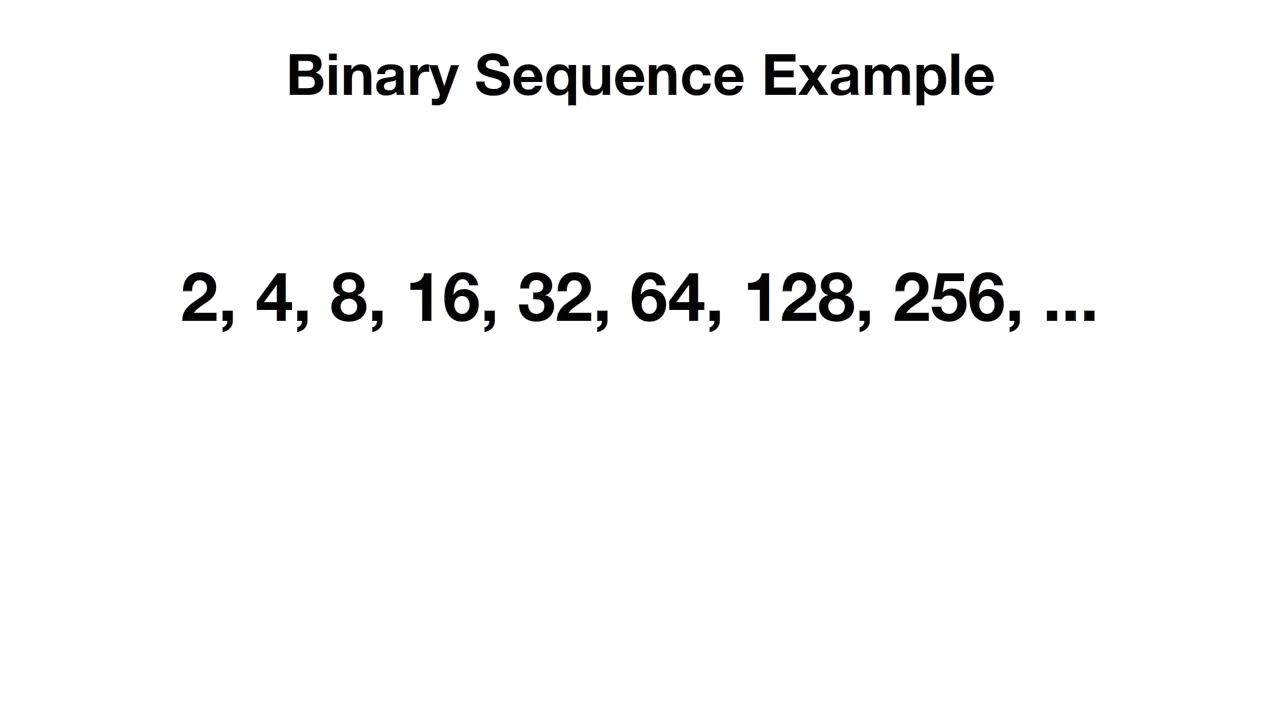 Binary Sequence Example
2, 4, 8, 16, 32, 64, 128, 256, ...